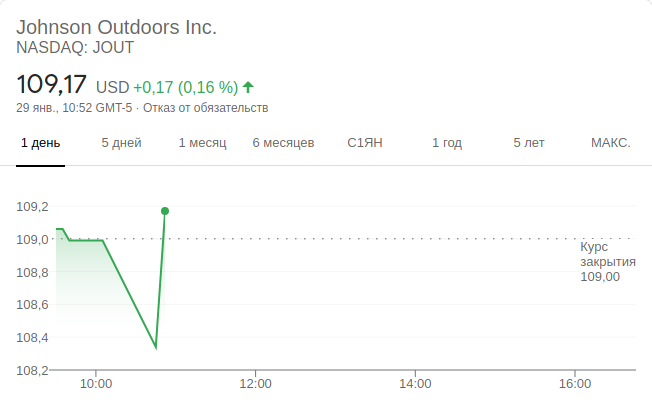 Johnson Outdoors Inc.
NASDAQ: JOUT
109,17 USD +0,17 (0,16 %)
29 янв., 10:52 GMT-5 · Отказ от обязательств
1 день 5 дней 1 месяц 6 месяцев С1ЯН 1 год 5 лет МАКС.
109,2
109,0
Курс
закрытия
109,00
108,8
108,6
108,4
108,2
10:00 12:00 14:00 16:00